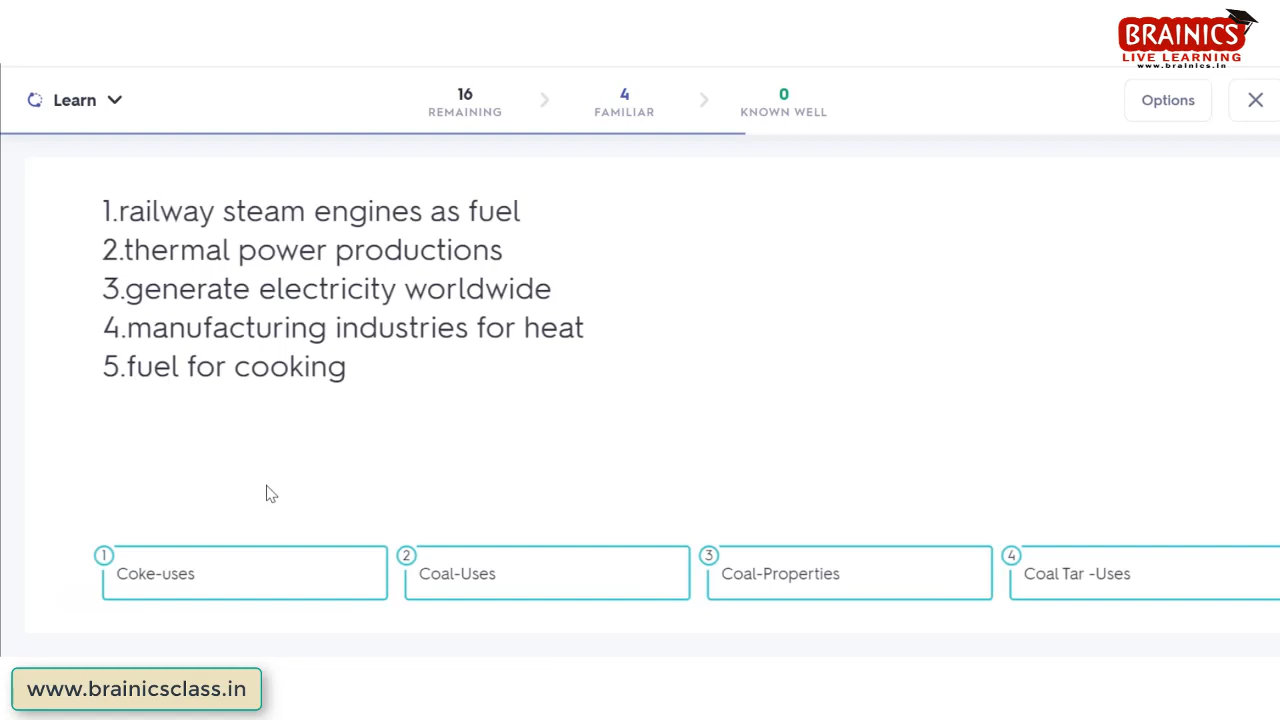 BRAINICS
LIVE LEARNING
www.brainics.in
Learn
16
REMAINING
4
FAMILIAR
0
KNOWN WELL
Options
1.railway steam engines as fuel
2.thermal power productions
3.generate electricity worldwide
4.manufacturing industries for heat
5.fuel for cooking
1
Coke-uses
2
Coal-Uses
3
Coal-Properties
4
Coal Tar -Uses
www.brainicsclass.in